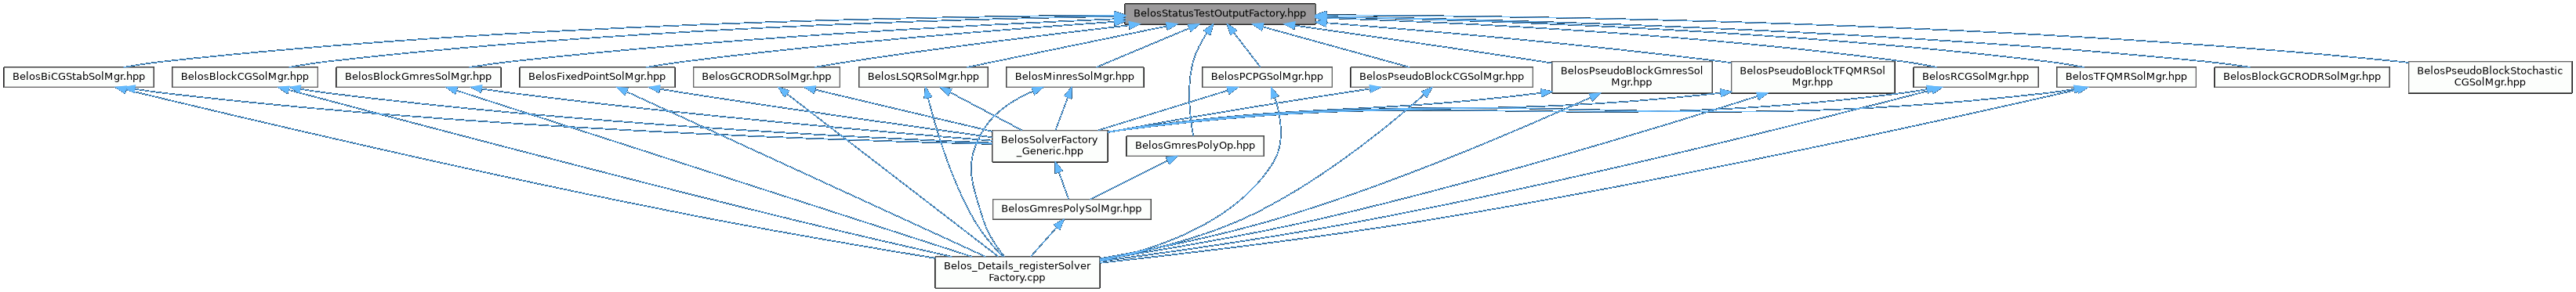 BelosStatusTestOutputFactory.hpp
BelosBiCGStabSolMgr.hpp
BelosBlockCGSolMgr.hpp
BelosBlockGmresSolMgr.hpp
BelosFixedPointSolMgr.hpp
BelosGCRODRSolMgr.hpp
BelosLSQRSolMgr.hpp
BelosMinresSolMgr.hpp
BelosPCPGSolMgr.hpp
BelosPseudoBlockCGSolMgr.hpp
BelosPseudoBlockGmresSol
Mgr.hpp
BelosPseudoBlockTFQMRSol
Mgr.hpp
BelosRCGSolMgr.hpp
BelosTFQMRSolMgr.hpp
BelosBlockGCRODRSolMgr.hpp
BelosPseudoBlockStochastic
CGSolMgr.hpp
BelosSolverFactory
_Generic.hpp
BelosGmresPolyOp.hpp
BelosGmresPolySolMgr.hpp
Belos_Details_registerSolver
Factory.cpp